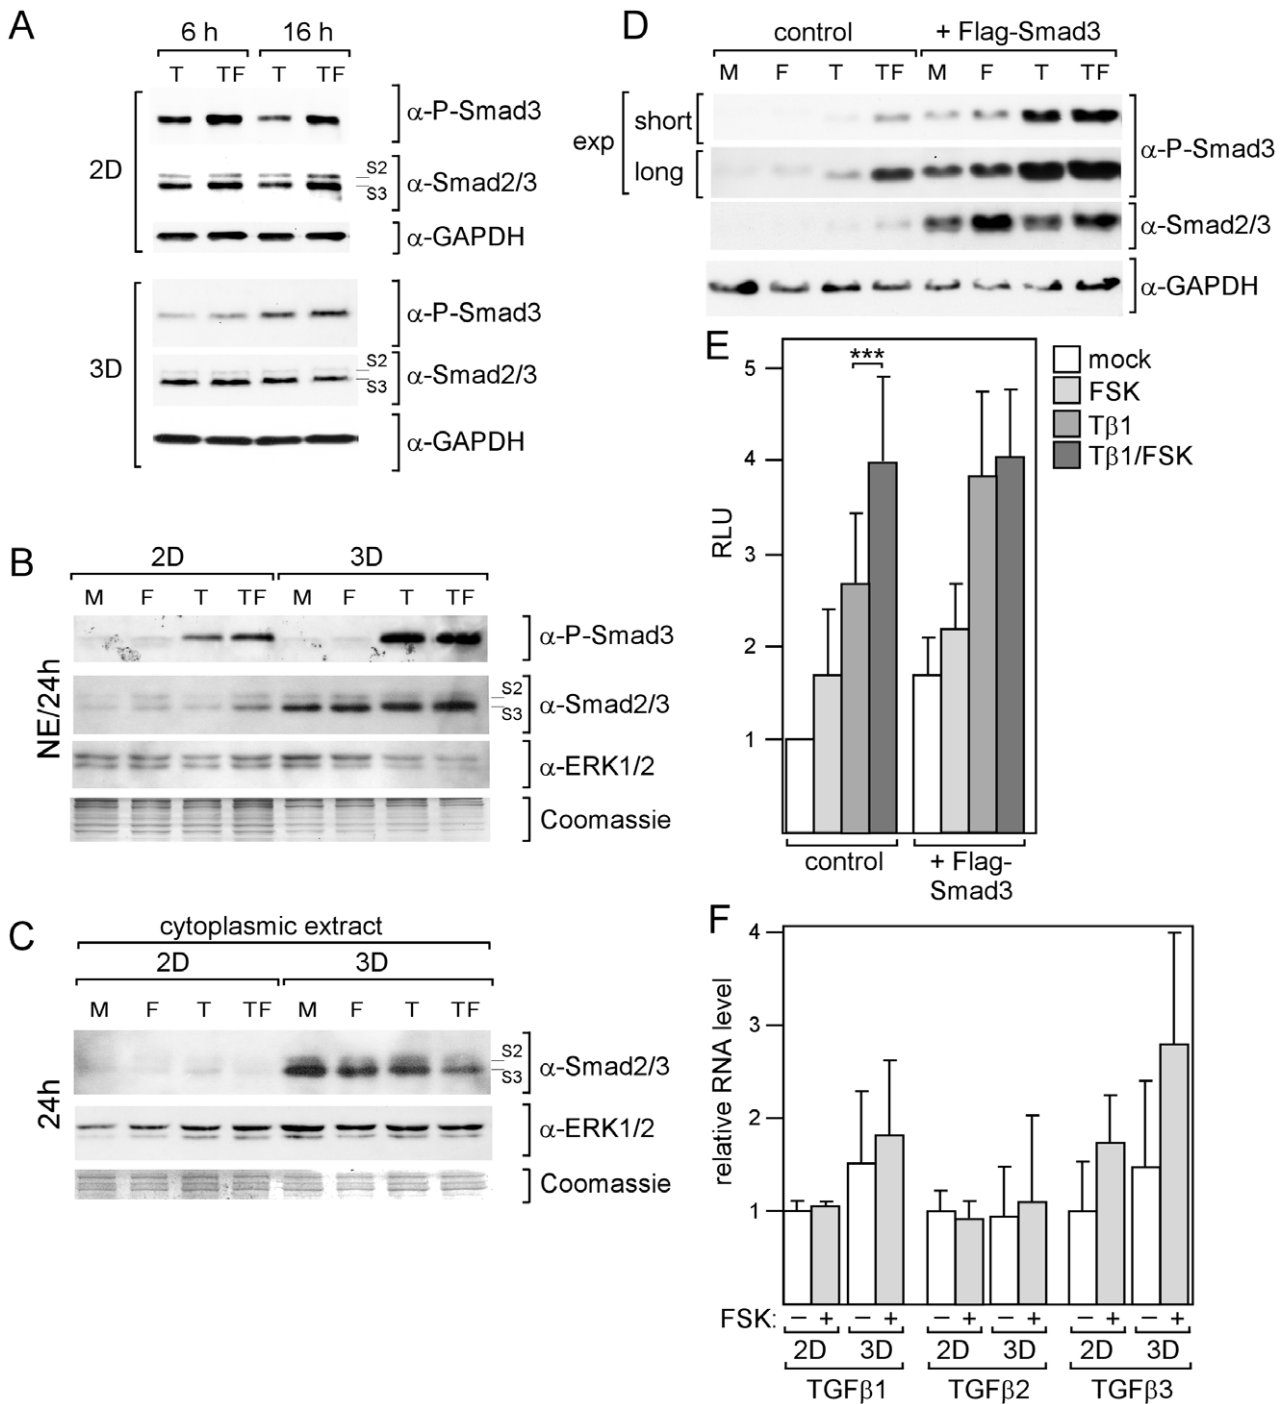 A
6 h 16 h
T TF T TF
2D
α-P-Smad3
S2
S3
α-Smad2/3
α-GAPDH
3D
α-P-Smad3
S2
S3
α-Smad2/3
α-GAPDH
B
2D 3D
M F T TF M F T TF
NE/24h
α-P-Smad3
S2
S3
α-Smad2/3
α-ERK1/2
Coomassie
C
cytoplasmic extract
2D 3D
M F T TF M F T TF
24h
S2
S3
α-Smad2/3
α-ERK1/2
Coomassie
D
control + Flag-Smad3
M F T TF M F T TF
exp
short
long
α-P-Smad3
α-Smad2/3
α-GAPDH
E
RLU
5
4
3
2
1
***
mock
FSK
Tβ1
Tβ1/FSK
control + Flag-
Smad3
F
relative RNA level
4
3
2
1
FSK: − + − + − + − + − + − +
2D 3D 2D 3D 2D 3D
TGFβ1 TGFβ2 TGFβ3